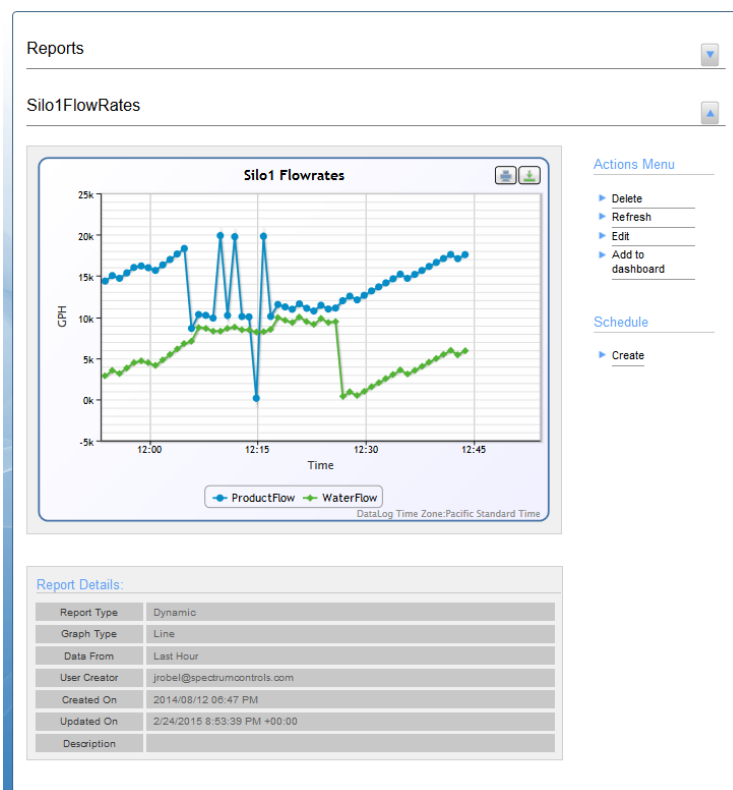 Reports
Silo1FlowRates
Silo1 Flowrates
25k
20k
15k
10k
5k
0k
-5k
GPH
12:00 12:15 12:30 12:45
Time
ProductFlow WaterFlow
DataLog Time Zone:Pacific Standard Time
Actions Menu
Delete
Refresh
Edit
Add to
dashboard
Schedule
Create
Report Details:
Report Type Dynamic
Graph Type Line
Data From Last Hour
User Creator jrobel@spectrumcontrols.com
Created On 2014/08/12 06:47 PM
Updated On 2/24/2015 8:53:39 PM +00:00
Description